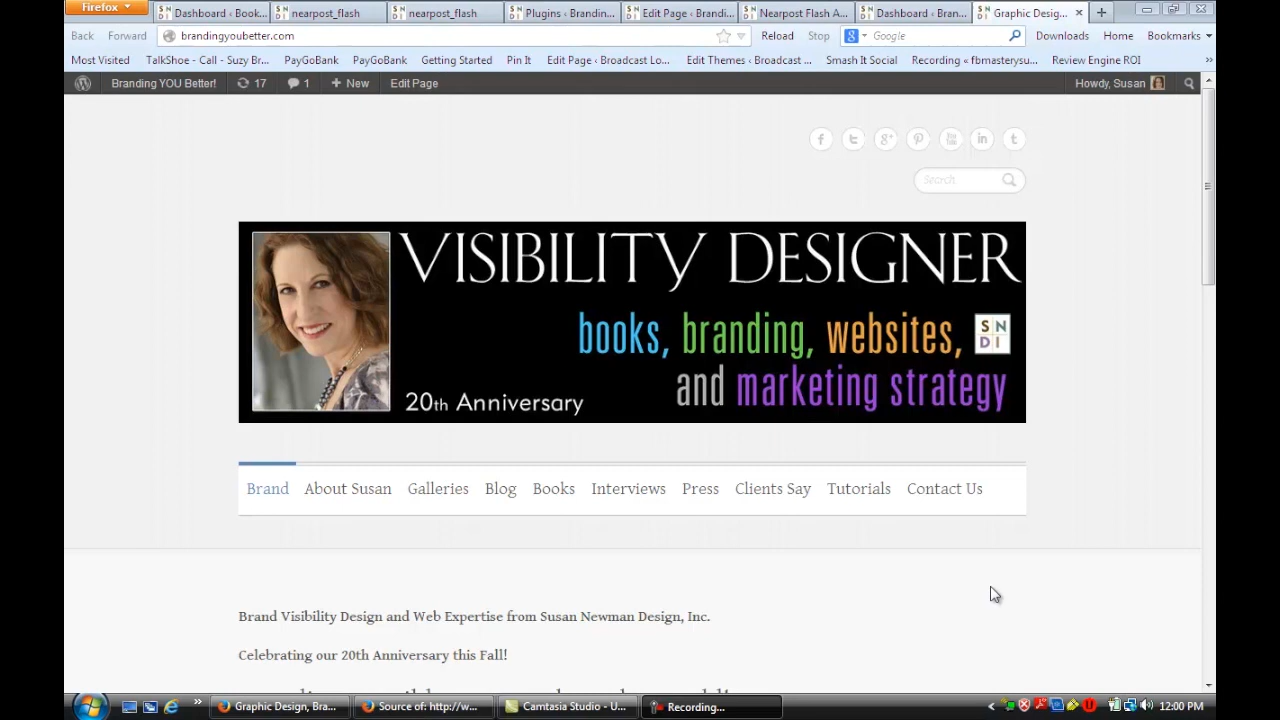 Firefox
Dashboard ‹ Book...
nearpost_flash
nearpost_flash
Plugins ‹ Brandin...
Edit Page ‹ Brandi...
Nearpost Flash A...
Dashboard ‹ Bran...
Graphic Desig...
Back Forward brandingyoubetter.com Google Reload Stop Downloads Home Bookmarks
Most Visited TalkShoe - Call - Suzy Br... PayGoBank PayGoBank Getting Started Pin It Edit Page ‹ Broadcast Lo... Edit Themes ‹ Broadcast ... Smash It Social Recording « fbmasterysu... Review Engine ROI »
Branding YOU Better! 17 1 + New Edit Page Howdy, Susan
Search
VISIBILITY DESIGNER
books, branding, websites,
SN
DI
and marketing strategy
20th Anniversary
Brand About Susan Galleries Blog Books Interviews Press Clients Say Tutorials Contact Us
Brand Visibility Design and Web Expertise from Susan Newman Design, Inc.
Celebrating our 20th Anniversary this Fall!
Graphic Design, Bra... Source of: http://w... Camtasia Studio - U... Recording... 12:00 PM